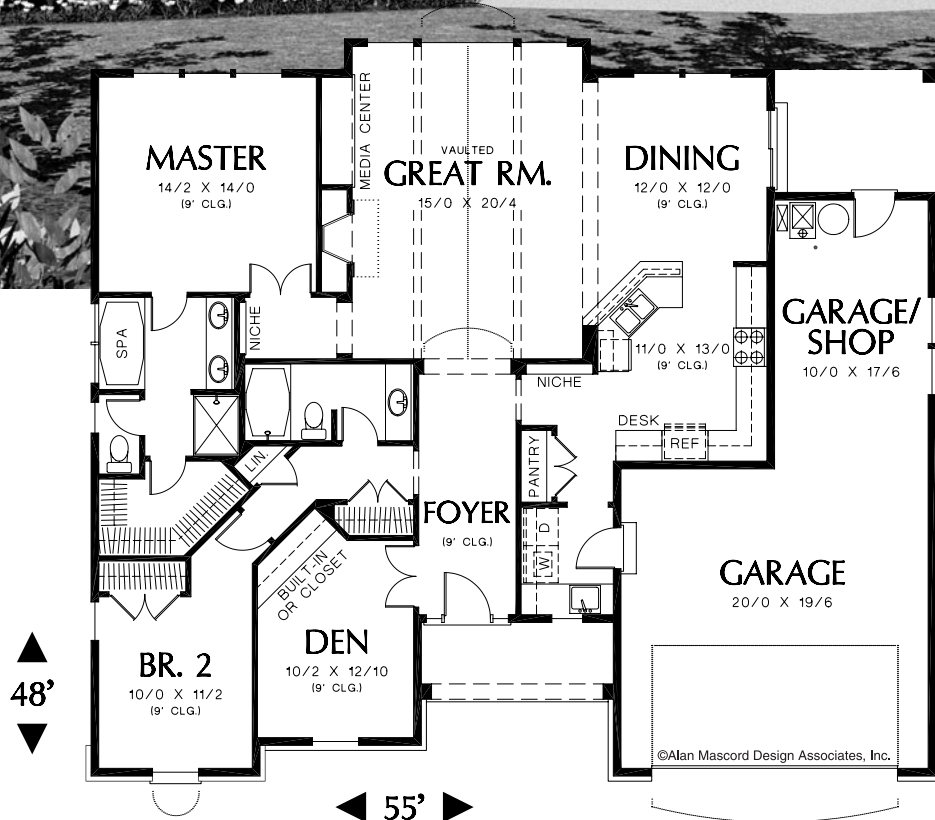 MASTER
14/2 X 14/0
(9' CLG.)
MEDIA CENTER
VAULTED
GREAT RM.
15/0 X 20/4
DINING
12/0 X 12/0
(9' CLG.)
GARAGE/
SHOP
10/0 X 17/6
SPA
NICHE
11/0 X 13/0
(9' CLG.)
NICHE
DESK
REF
LIN.
PANTRY
FOYER
(9' CLG.)
D
W
BUILT-IN
OR CLOSET
GARAGE
20/0 X 19/6
DEN
10/2 X 12/10
(9' CLG.)
BR. 2
10/0 X 11/2
(9' CLG.)
48'
©Alan Mascord Design Associates, Inc.
55'